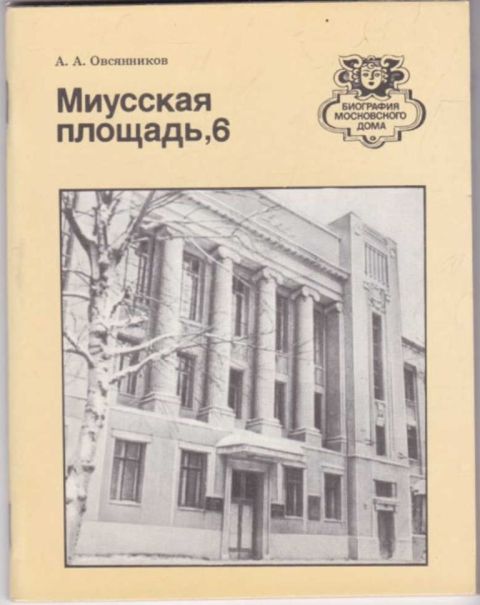 А. А. Овсянников
Миусская
площадь,6
БИОГРАФИЯ
МОСКОВСКОГО
ДОМА